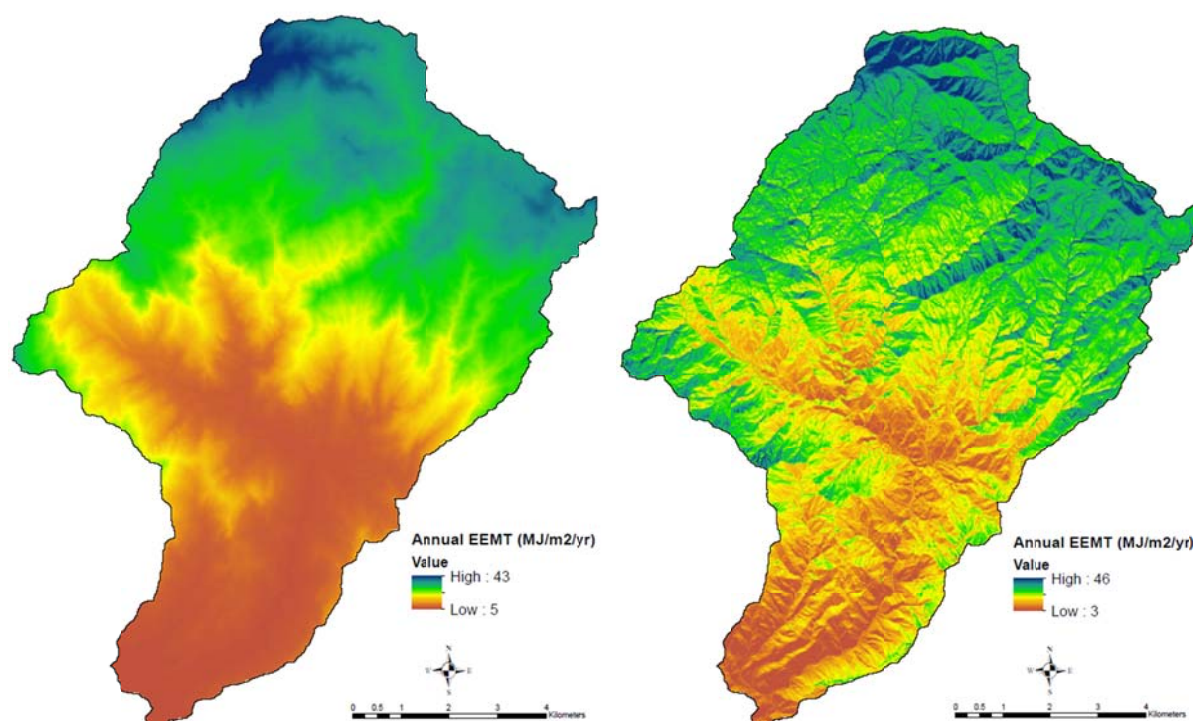 Annual EEMT (MJ/m2/yr)
Value
High : 43
Low : 5
N
W E
S
0 0.5 1 2 3 4
Kilometers
Annual EEMT (MJ/m2/yr)
Value
High : 46
Low : 3
N
W E
S
0 0.5 1 2 3 4
Kilometers